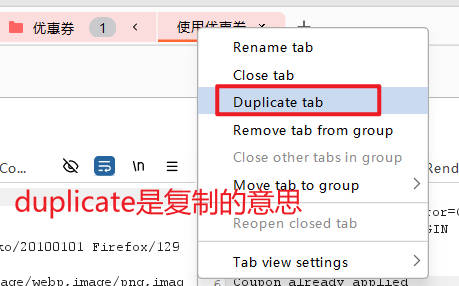 优惠券 1 使用优惠券
Rename tab
Close tab
Duplicate tab
Remove tab from group
Close other tabs in group
Co... \n
Move tab to group
duplicate是复制的意思
Reopen closed tab
GIN
to/20100101 Firefox/129
Tab view settings
mage/webp,image/png,imag
6 Coupon already applied